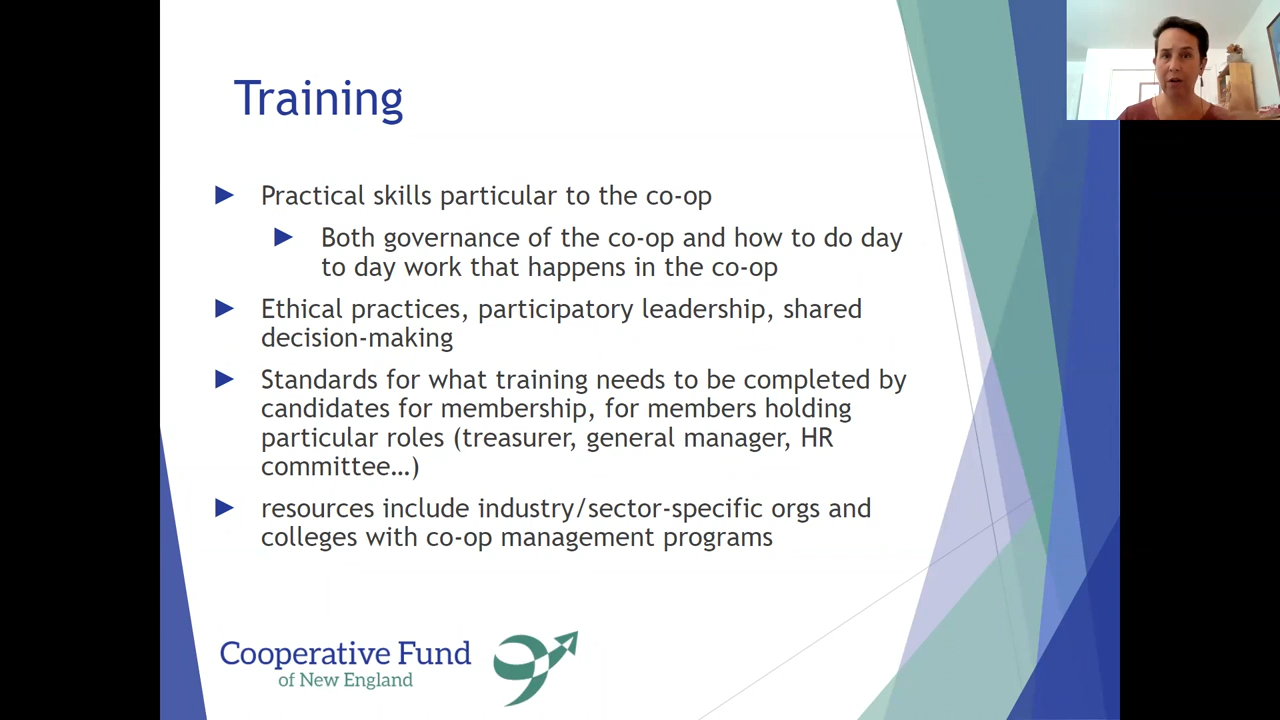 Training
Practical skills particular to the co-op
Both governance of the co-op and how to do day
to day work that happens in the co-op
Ethical practices, participatory leadership, shared
decision-making
Standards for what training needs to be completed by
candidates for membership, for members holding
particular roles (treasurer, general manager, HR
committee…)
resources include industry/sector-specific orgs and
colleges with co-op management programs
Cooperative Fund
of New England